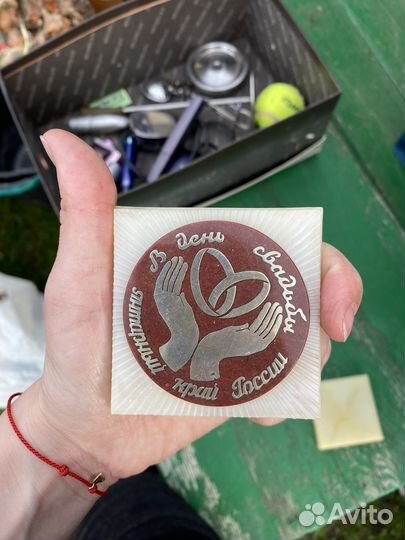 В день свадьбы
янтарный край России
Avito